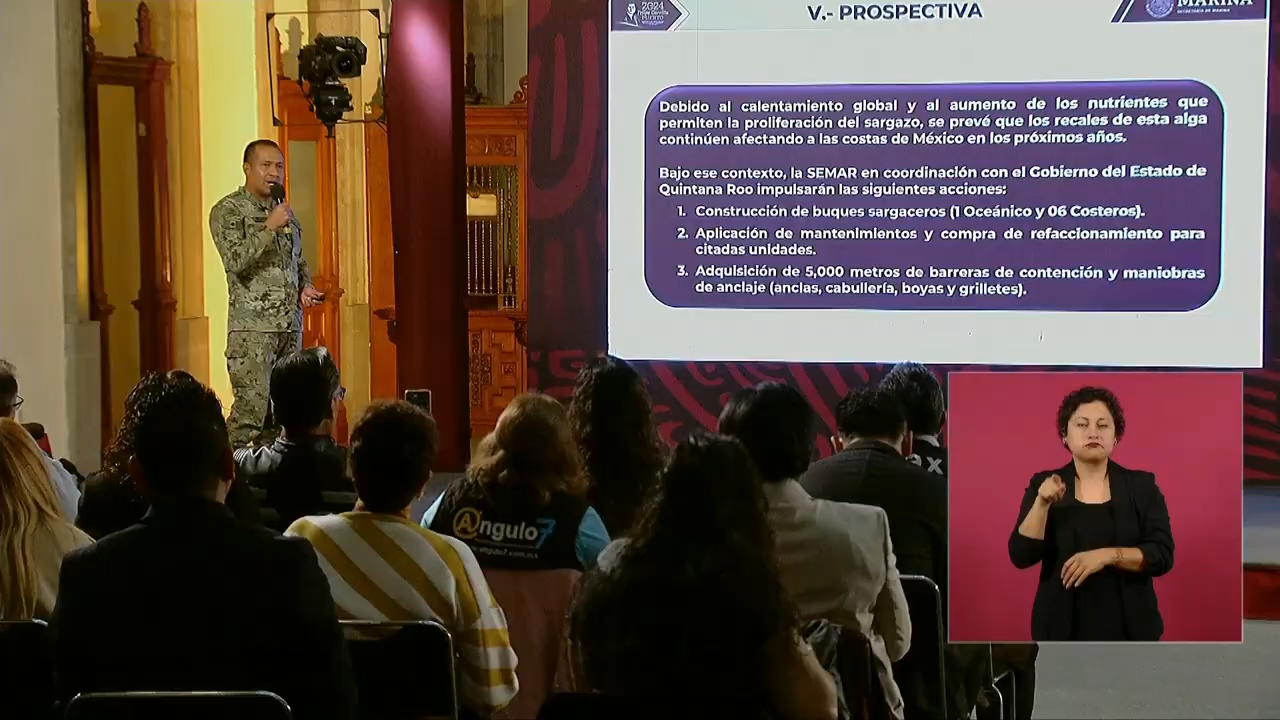 2024
Felipe Carrillo
PUERTO
V.- PROSPECTIVA
MARINA
SECRETARÍA DE MARINA
Debido al calentamiento global y al aumento de los nutrientes que
permiten la proliferación del sargazo, se prevé que los recales de esta alga
continúen afectando a las costas de México en los próximos años.
Bajo ese contexto, la SEMAR en coordinación con el Gobierno del Estado de
Quintana Roo impulsarán las siguientes acciones:
1. Construcción de buques sargaceros (1 Oceánico y 06 Costeros).
2. Aplicación de mantenimientos y compra de refaccionamiento para
citadas unidades.
3. Adquisición de 5,000 metros de barreras de contención y maniobras
de anclaje (anclas, cabullería, boyas y grilletes).
@ngulo7